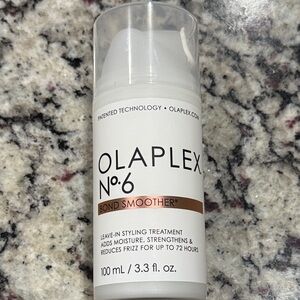 PATENTED TECHNOLOGY • OLAPLEX.COM
OLAPLEX.
Nº.6
BOND SMOOTHER®
LEAVE-IN STYLING TREATMENT
ADDS MOISTURE, STRENGTHENS &
REDUCES FRIZZ FOR UP TO 72 HOURS
100 mL / 3.3 fl. oz.